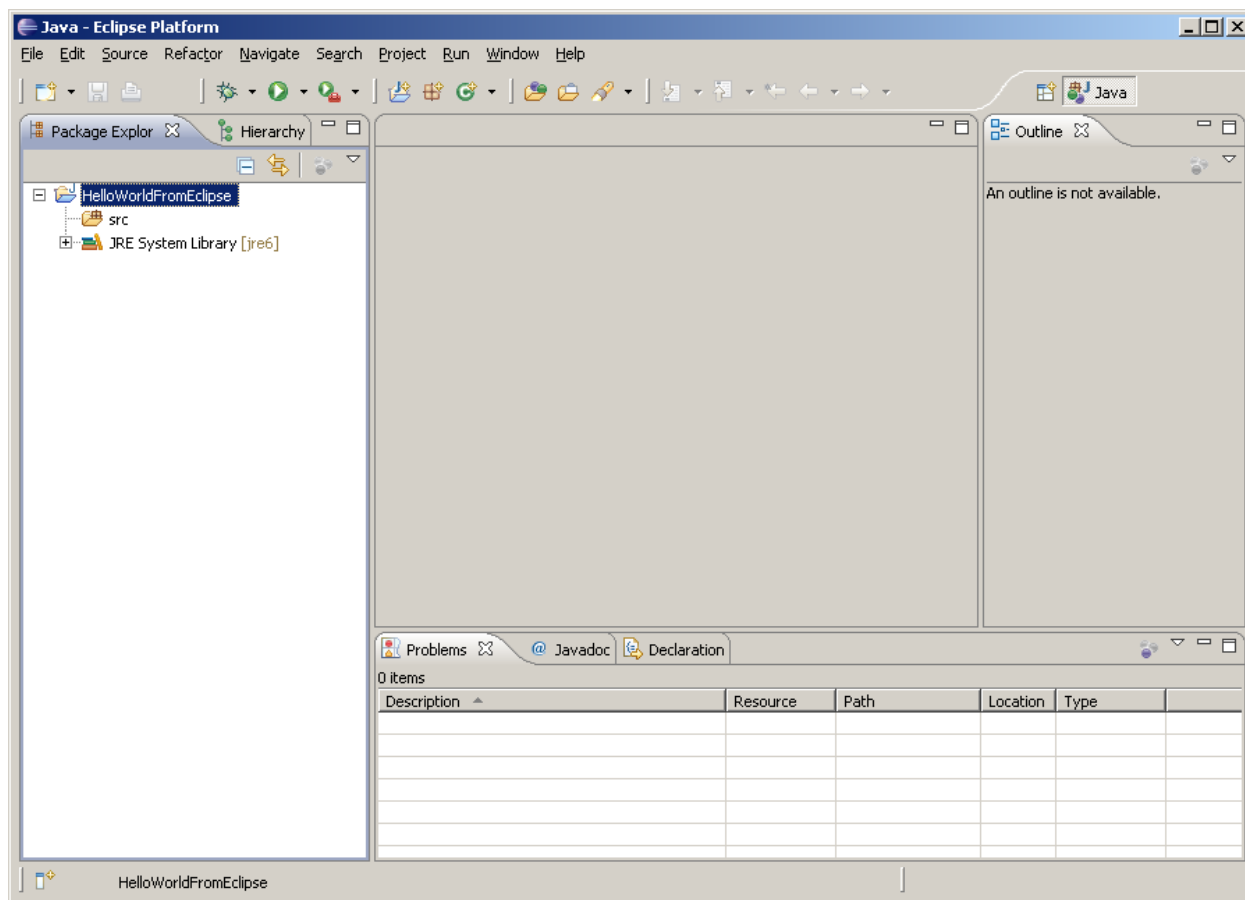 Java - Eclipse Platform
File Edit Source Refactor Navigate Search Project Run Window Help
Java
Package Explor Hierarchy
Outline
HelloWorldFromEclipse
An outline is not available.
src
JRE System Library [jre6]
Problems @ Javadoc Declaration
0 items
Description Resource Path Location Type
HelloWorldFromEclipse